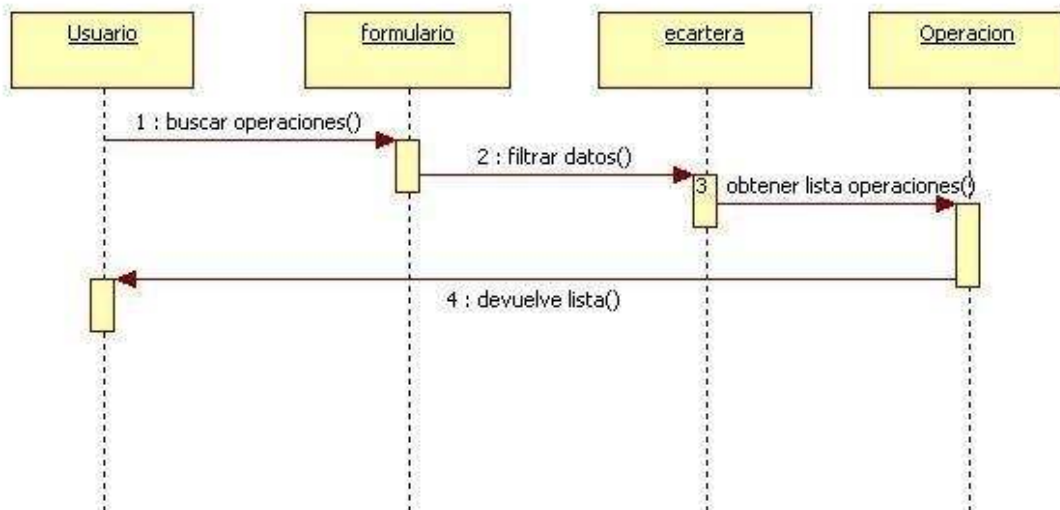 Usuario
formulario
ecartera
Operacion
1 : buscar operaciones()
2 : filtrar datos()
3 obtener lista operaciones()
4 : devuelve lista()